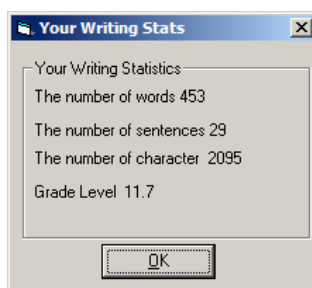 Your Writing Stats
Your Writing Statistics
The number of words 453
The number of sentences 29
The number of character 2095
Grade Level 11.7
OK